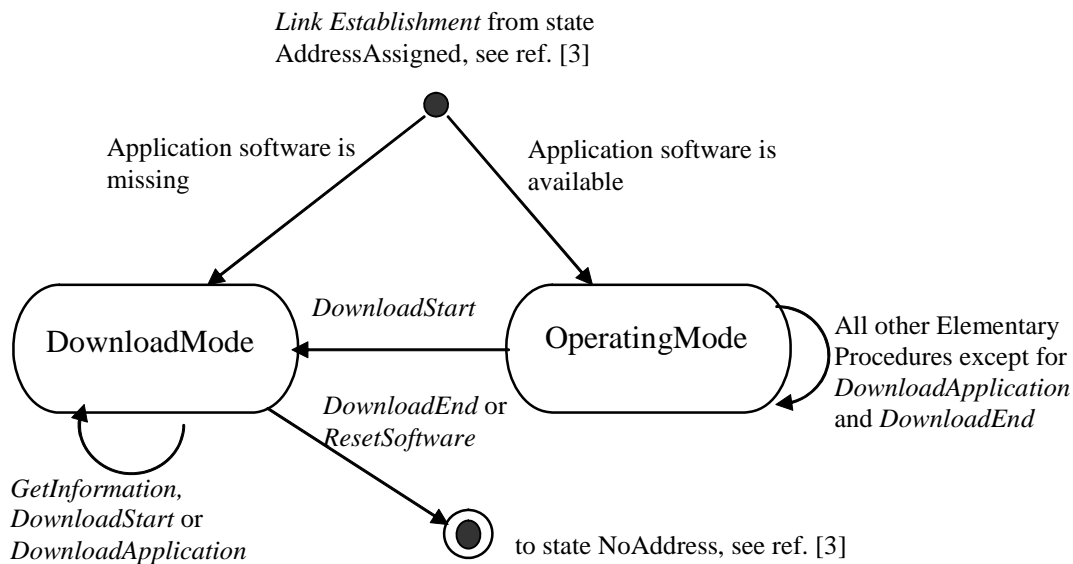 Link Establishment from state
AddressAssigned, see ref. [3]
Application software is
missing
Application software is
available
DownloadMode
DownloadStart
OperatingMode
All other Elementary
Procedures except for
DownloadApplication
and DownloadEnd
DownloadEnd or
ResetSoftware
GetInformation,
DownloadStart or
DownloadApplication
to state NoAddress, see ref. [3]